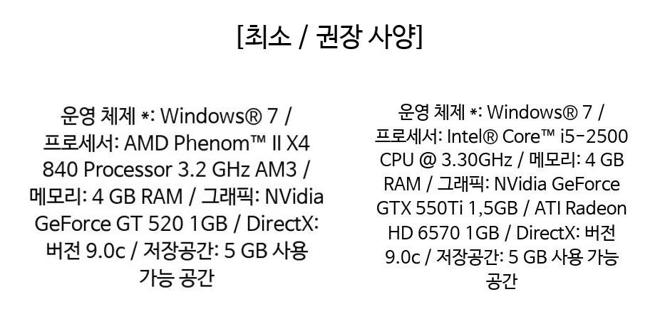 [최소 / 권장 사양]
운영 체제 *: Windows® 7 /
프로세서: AMD Phenom™ II X4
840 Processor 3.2 GHz AM3 /
메모리: 4 GB RAM / 그래픽: NVidia
GeForce GT 520 1GB / DirectX:
버전 9.0c / 저장공간: 5 GB 사용
가능 공간
운영 체제 *: Windows® 7 /
프로세서: Intel® Core™ i5-2500
CPU @ 3.30GHz / 메모리: 4 GB
RAM / 그래픽: NVidia GeForce
GTX 550Ti 1,5GB / ATI Radeon
HD 6570 1GB / DirectX: 버전
9.0c / 저장공간: 5 GB 사용 가능
공간